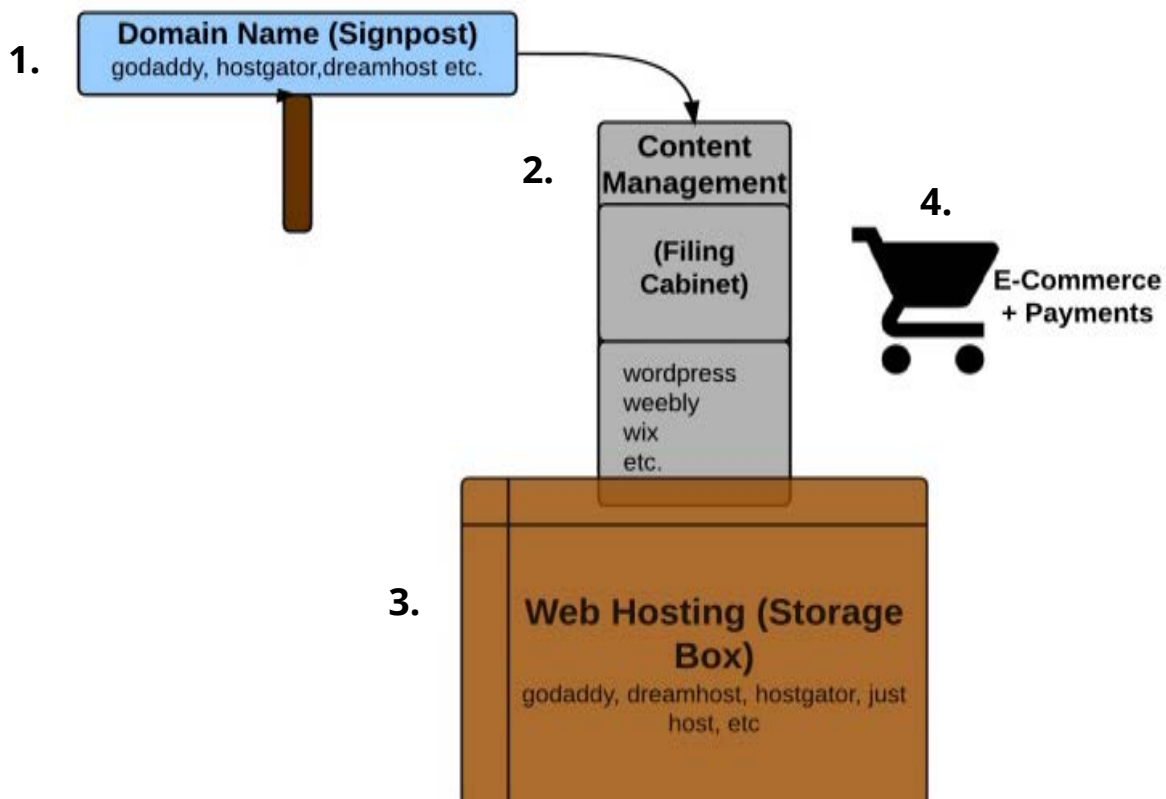 1.
Domain Name (Signpost)
godaddy, hostgator,dreamhost etc.
2.
Content
Management
(Filing
Cabinet)
wordpress
weebly
wix
etc.
4.
E-Commerce
+ Payments
3.
Web Hosting (Storage
Box)
godaddy, dreamhost, hostgator, just
host, etc